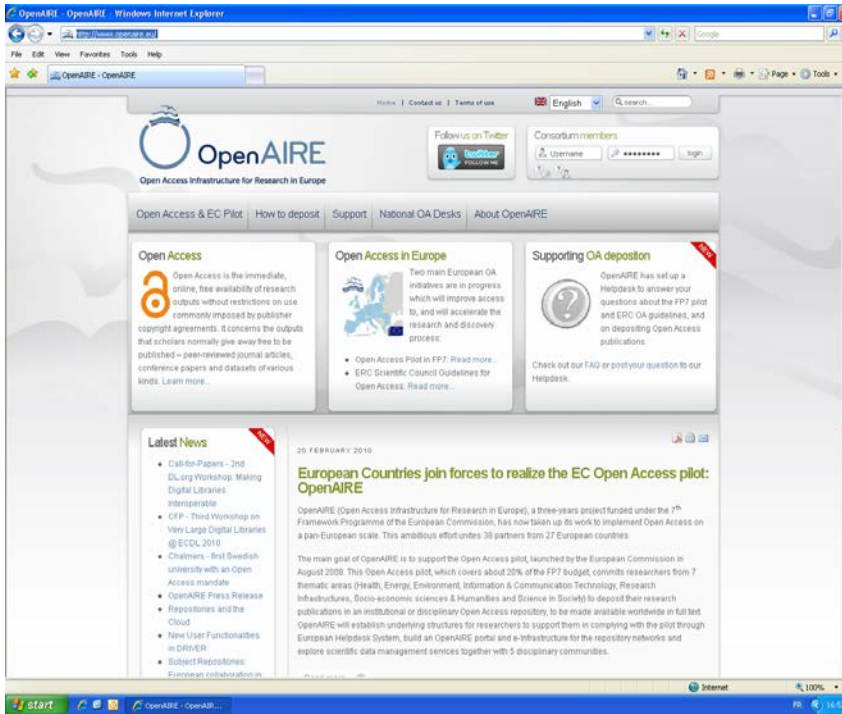 OpenAIRE - OpenAIRE - Windows Internet Explorer
http://www.openaire.eu/
Google
File Edit View Favorites Tools Help
OpenAIRE - OpenAIRE
Page Tools
Home | Contact us | Terms of use
English
search...
OpenAIRE
Open Access Infrastructure for Research in Europe
Follow us on Twitter
twitter
FOLLOW ME
Consortium members
Username
login
Open Access & EC Pilot
How to deposit
Support
National OA Desks
About OpenAIRE
Open Access
Open Access is the immediate,
online, free availability of research
outputs without restrictions on use
commonly imposed by publisher
copyright agreements. It concerns the outputs
that scholars normally give away free to be
published – peer-reviewed journal articles,
conference papers and datasets of various
kinds. Learn more...
Open Access in Europe
Two main European OA
initiatives are in progress
which will improve access
to, and will accelerate the
research and discovery
process:
Open Access Pilot in FP7: Read more...
ERC Scientific Council Guidelines for
Open Access: Read more...
Supporting OA depositon
NEW
OpenAIRE has set up a
Helpdesk to answer your
questions about the FP7 pilot
and ERC OA guidelines, and
on depositing Open Access
publications.
Check out our FAQ or post your question to our
Helpdesk.
Latest News
NEW
Call-for-Papers - 2nd
DL.org Workshop: Making
Digital Libraries
Interoperable
CFP - Third Workshop on
Very Large Digital Libraries
@ ECDL 2010
Chalmers - first Swedish
university with an Open
Access mandate
OpenAIRE Press Release
Repositories and the
Cloud
New User Functionalities
in DRIVER
Subject Repositories:
European collaboration in
20 FEBRUARY 2010
European Countries join forces to realize the EC Open Access pilot:
OpenAIRE
OpenAIRE (Open Access Infrastructure for Research in Europe), a three-years project funded under the 7th
Framework Programme of the European Commission, has now taken up its work to implement Open Access on
a pan-European scale. This ambitious effort unites 38 partners from 27 European countries.
The main goal of OpenAIRE is to support the Open Access pilot, launched by the European Commission in
August 2008. This Open Access pilot, which covers about 20% of the FP7 budget, commits researchers from 7
thematic areas (Health, Energy, Environment, Information & Communication Technology, Research
Infrastructures, Socio-economic sciences & Humanities and Science in Society) to deposit their research
publications in an institutional or disciplinary Open Access repository, to be made available worldwide in full text.
OpenAIRE will establish underlying structures for researchers to support them in complying with the pilot through
European Helpdesk System, build an OpenAIRE portal and e-Infrastructure for the repository networks and
explore scientific data management services together with 5 disciplinary communities.
Internet
100%
start
OpenAIRE - OpenAIR...
FR